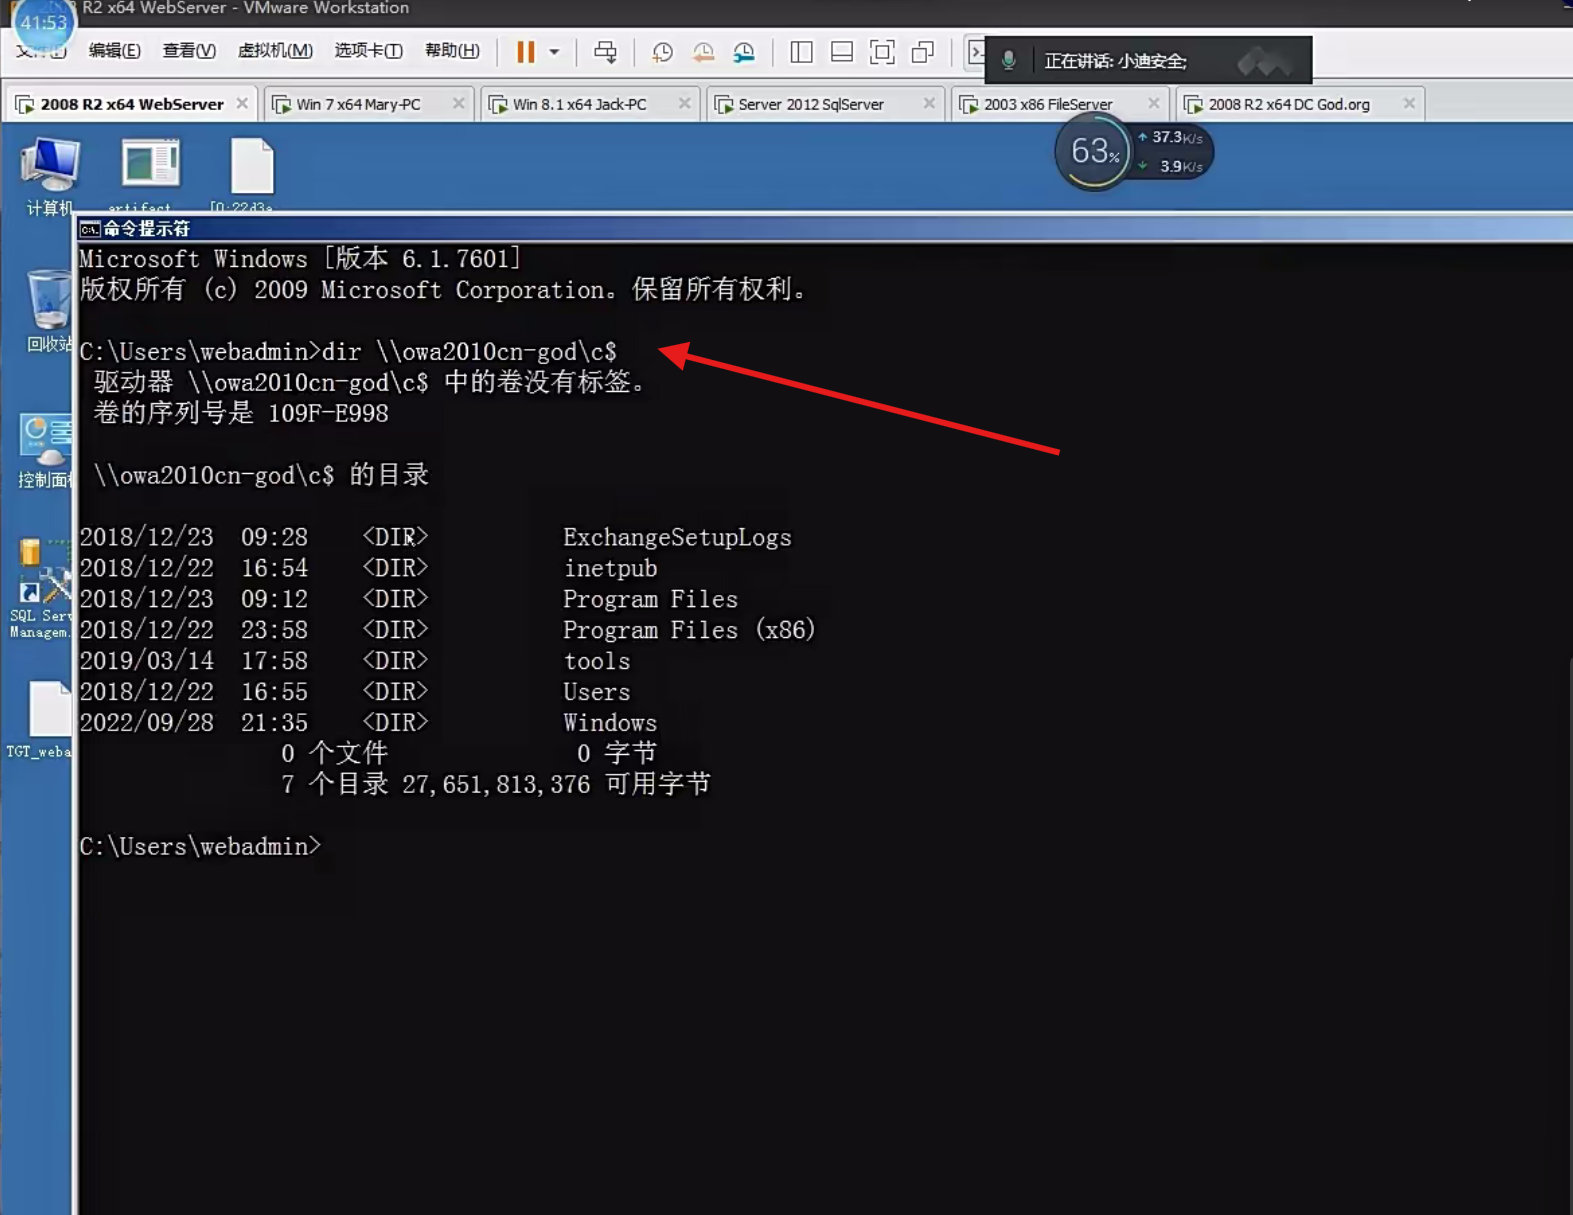 R2 x64 WebServer - VMware Workstation
41:53
文件(F) 编辑(E) 查看(V) 虚拟机(M) 选项卡(T) 帮助(H)
正在讲话: 小迪安全;
2008 R2 x64 WebServer Win 7 x64 Mary-PC Win 8.1 x64 Jack-PC Server 2012 SqlServer 2003 x86 FileServer 2008 R2 x64 DC God.org
63% 37.3K/s
3.9K/s
计算机 artifact [0;22d3a
命令提示符
Microsoft Windows [版本 6.1.7601]
版权所有 (c) 2009 Microsoft Corporation。保留所有权利。
回收站
C:\Users\webadmin>dir \\owa2010cn-god\c$
驱动器 \\owa2010cn-god\c$ 中的卷没有标签。
卷的序列号是 109F-E998
控制面板
\\owa2010cn-god\c$ 的目录
2018/12/23 09:28 <DIR> ExchangeSetupLogs
2018/12/22 16:54 <DIR> inetpub
2018/12/23 09:12 <DIR> Program Files
2018/12/22 23:58 <DIR> Program Files (x86)
2019/03/14 17:58 <DIR> tools
2018/12/22 16:55 <DIR> Users
2022/09/28 21:35 <DIR> Windows
0 个文件 0 字节
7 个目录 27,651,813,376 可用字节
SQL Serv
Managem.
TGT_weba
C:\Users\webadmin>